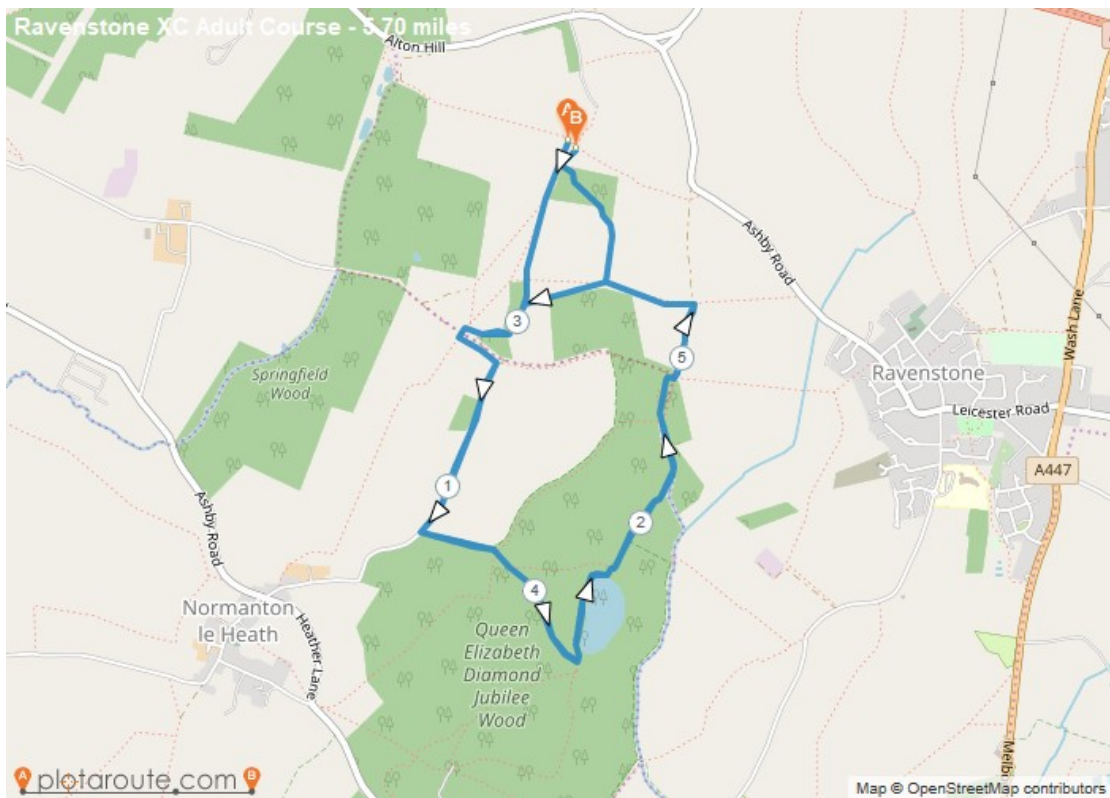 Ravenstone XC Adult Course - 5.70 miles
Alton Hill
B
Ashby Road
Wash Lane
3
5
Springfield
Wood
Ravenstone
Leicester Road
A447
1
2
Ashby Road
4
Normanton
le Heath
Heather Lane
Queen
Elizabeth
Diamond
Jubilee
Wood
A plotaroute.com B
Map © OpenStreetMap contributors